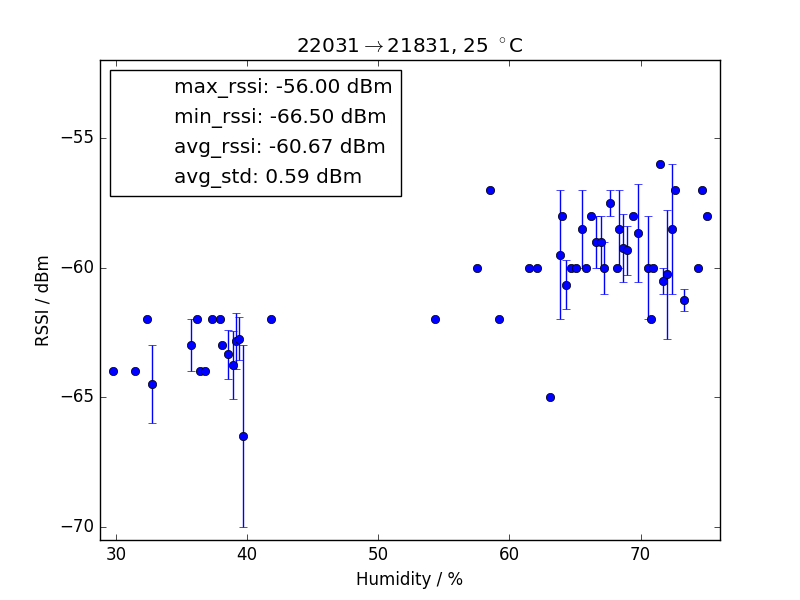 22031→21831, 25 °C
max_rssi: -56.00 dBm
min_rssi: -66.50 dBm
avg_rssi: -60.67 dBm
avg_std: 0.59 dBm
−55
−60
−65
−70
RSSI / dBm
30 40 50 60 70
Humidity / %